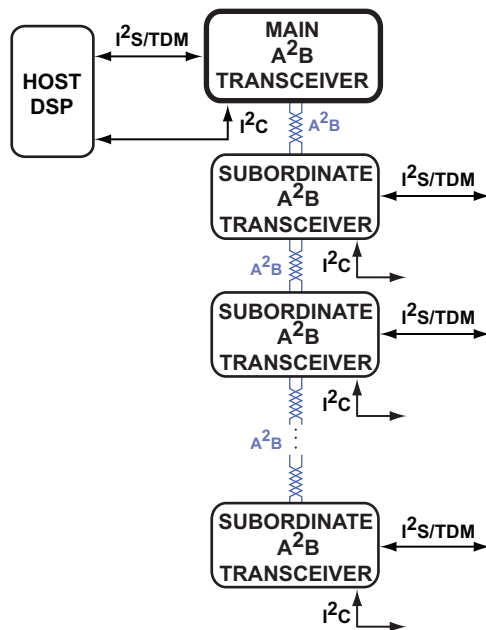 I²S/TDM
MAIN
A²B
TRANSCEIVER
HOST
DSP
I²C
A²B
SUBORDINATE
A²B
TRANSCEIVER
I²S/TDM
A²B
I²C
SUBORDINATE
A²B
TRANSCEIVER
I²S/TDM
I²C
A²B
SUBORDINATE
A²B
TRANSCEIVER
I²S/TDM
I²C